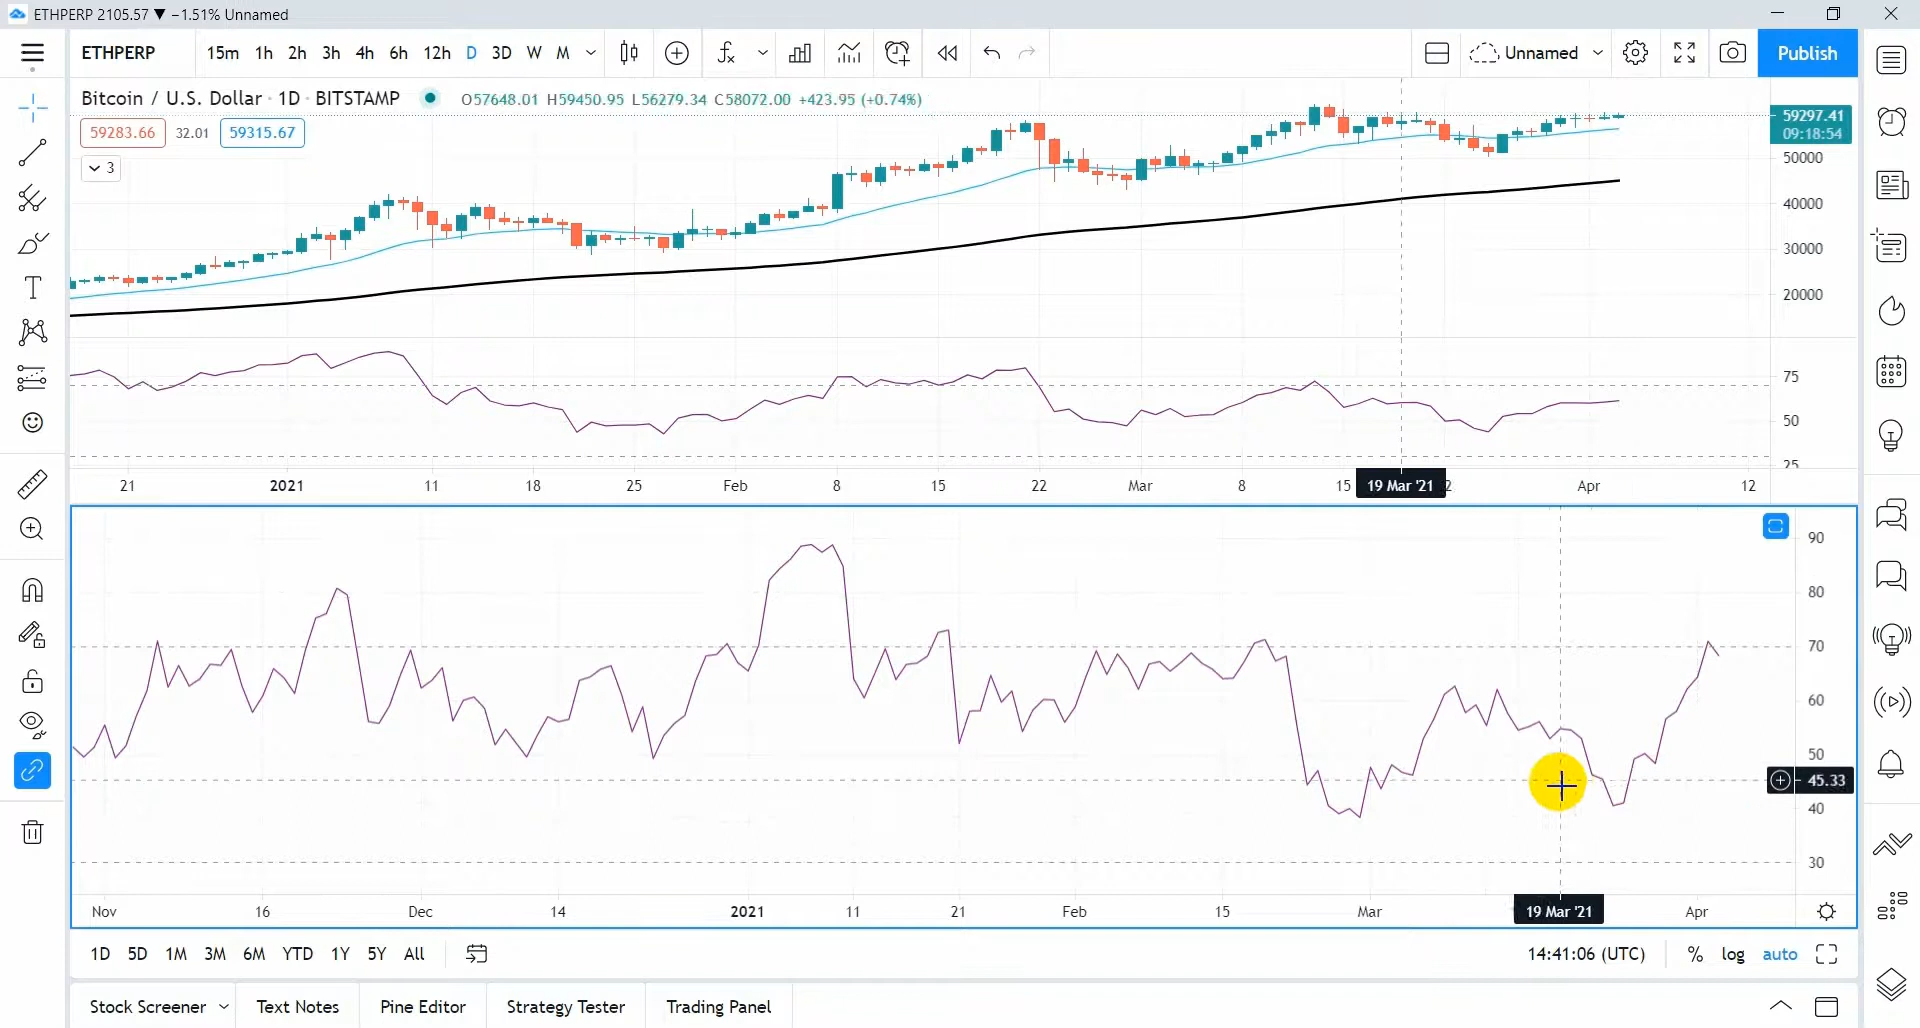 ETHPERP 2105.57 ▼ −1.51% Unnamed
ETHPERP 15m 1h 2h 3h 4h 6h 12h D 3D W M Unnamed Publish
Bitcoin / U.S. Dollar · 1D · BITSTAMP O57648.01 H59450.95 L56279.34 C58072.00 +423.95 (+0.74%)
59283.66 32.01 59315.67
3
59297.41
09:18:54
50000
40000
30000
20000
75
50
25
21 2021 11 18 25 Feb 8 15 22 Mar 8 15 19 Mar '21 2 Apr 12
90
80
70
60
50
45.33
40
30
Nov 16 Dec 14 2021 11 21 Feb 15 Mar 19 Mar '21 Apr
1D 5D 1M 3M 6M YTD 1Y 5Y All 14:41:06 (UTC) % log auto
Stock Screener Text Notes Pine Editor Strategy Tester Trading Panel